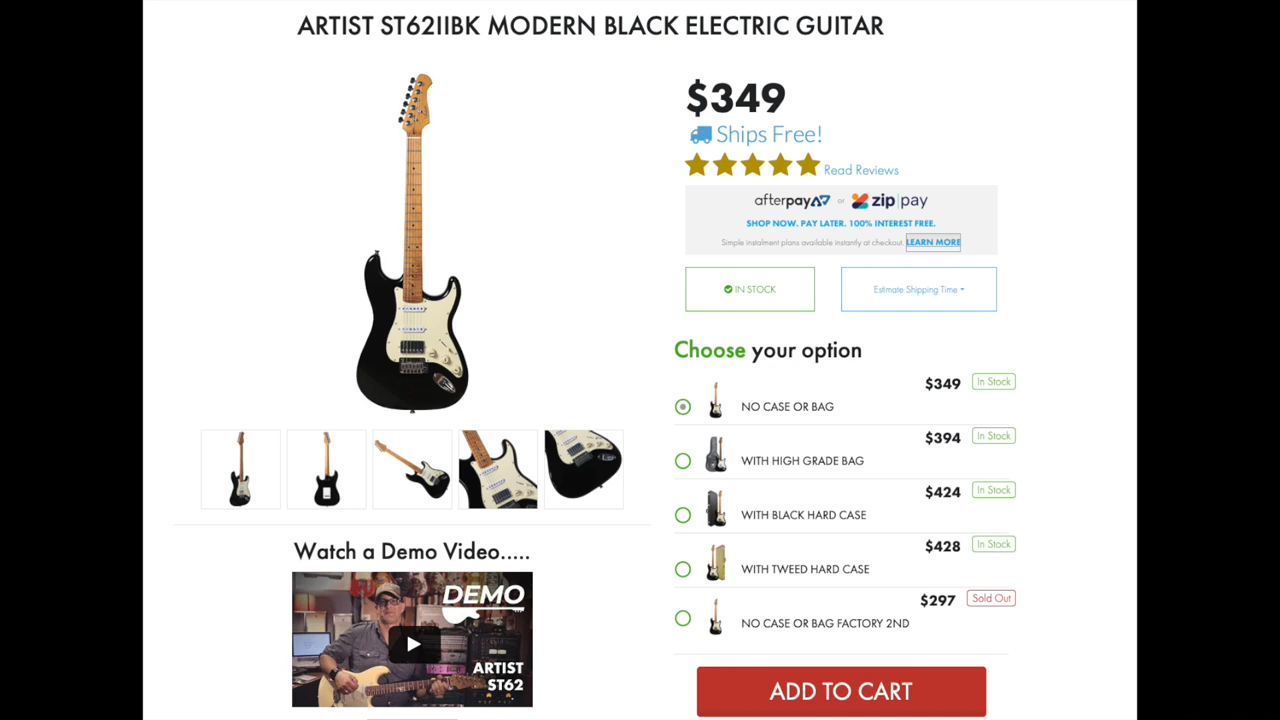 ARTIST ST62IIBK MODERN BLACK ELECTRIC GUITAR
$349
Ships Free!
Read Reviews
afterpay or zip pay
SHOP NOW. PAY LATER. 100% INTEREST FREE.
Simple instalment plans available instantly at checkout. LEARN MORE
IN STOCK
Estimate Shipping Time
Choose your option
$349 In Stock
NO CASE OR BAG
$394 In Stock
WITH HIGH GRADE BAG
$424 In Stock
WITH BLACK HARD CASE
$428 In Stock
WITH TWEED HARD CASE
$297 Sold Out
NO CASE OR BAG FACTORY 2ND
ADD TO CART
Watch a Demo Video.....
DEMO
ARTIST
ST62